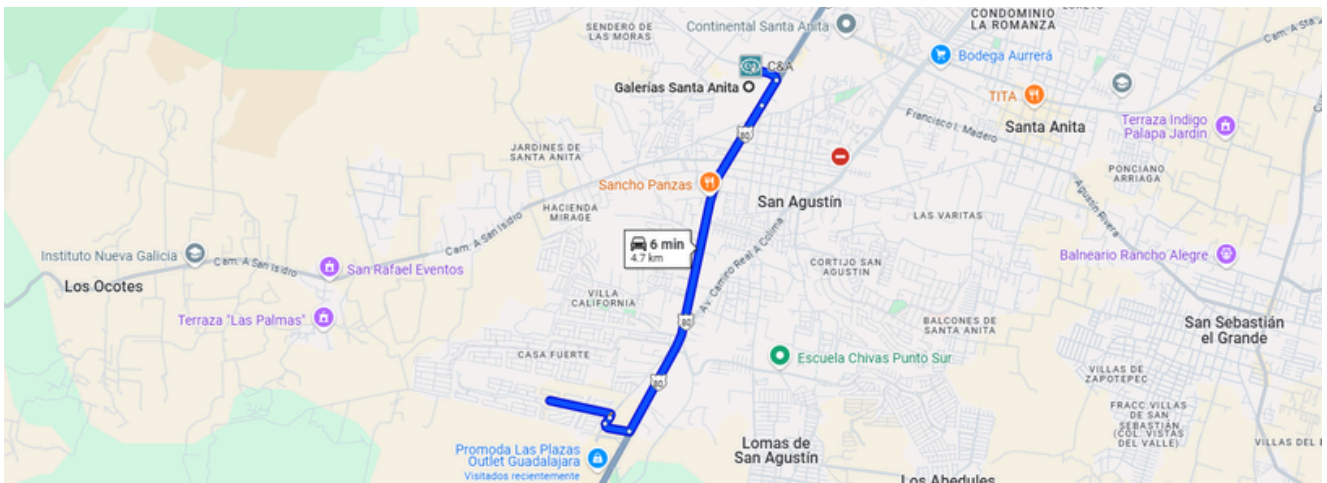 SENDERO DE
LAS MORAS
Continental Santa Anita
CONDOMINIO
LA ROMANZA
Cam. A Sta.
C&A
Galerías Santa Anita
Bodega Aurrerá
TITA
Santa Anita
Francisco I. Madero
Terraza Indigo
Palapa Jardin
80
JARDINES DE
SANTA ANITA
PONCIANO
ARRIAGA
Sancho Panzas
San Agustín
Agustín Rivera
HACIENDA
MIRAGE
LAS VARITAS
Cam. A San Isidro
6 min
4.7 km
Av. Camino Real A Colima
Instituto Nueva Galicia
Cam. A San Isidro
San Rafael Eventos
Balneario Rancho Alegre
Los Ocotes
CORTIJO SAN
AGUSTIN
VILLA
CALIFORNIA
Terraza "Las Palmas"
80
BALCONES DE
SANTA ANITA
San Sebastián
el Grande
CASA FUERTE
Escuela Chivas Punto Sur
80
VILLAS DE
ZAPOTEPEC
FRACC.VILLAS
DE SAN
SEBASTIÁN
(COL. VISTAS
DEL VALLE)
Promoda Las Plazas
Outlet Guadalajara
Visitados recientemente
Lomas de
San Agustín
VILLAS DEL
Los Abedules